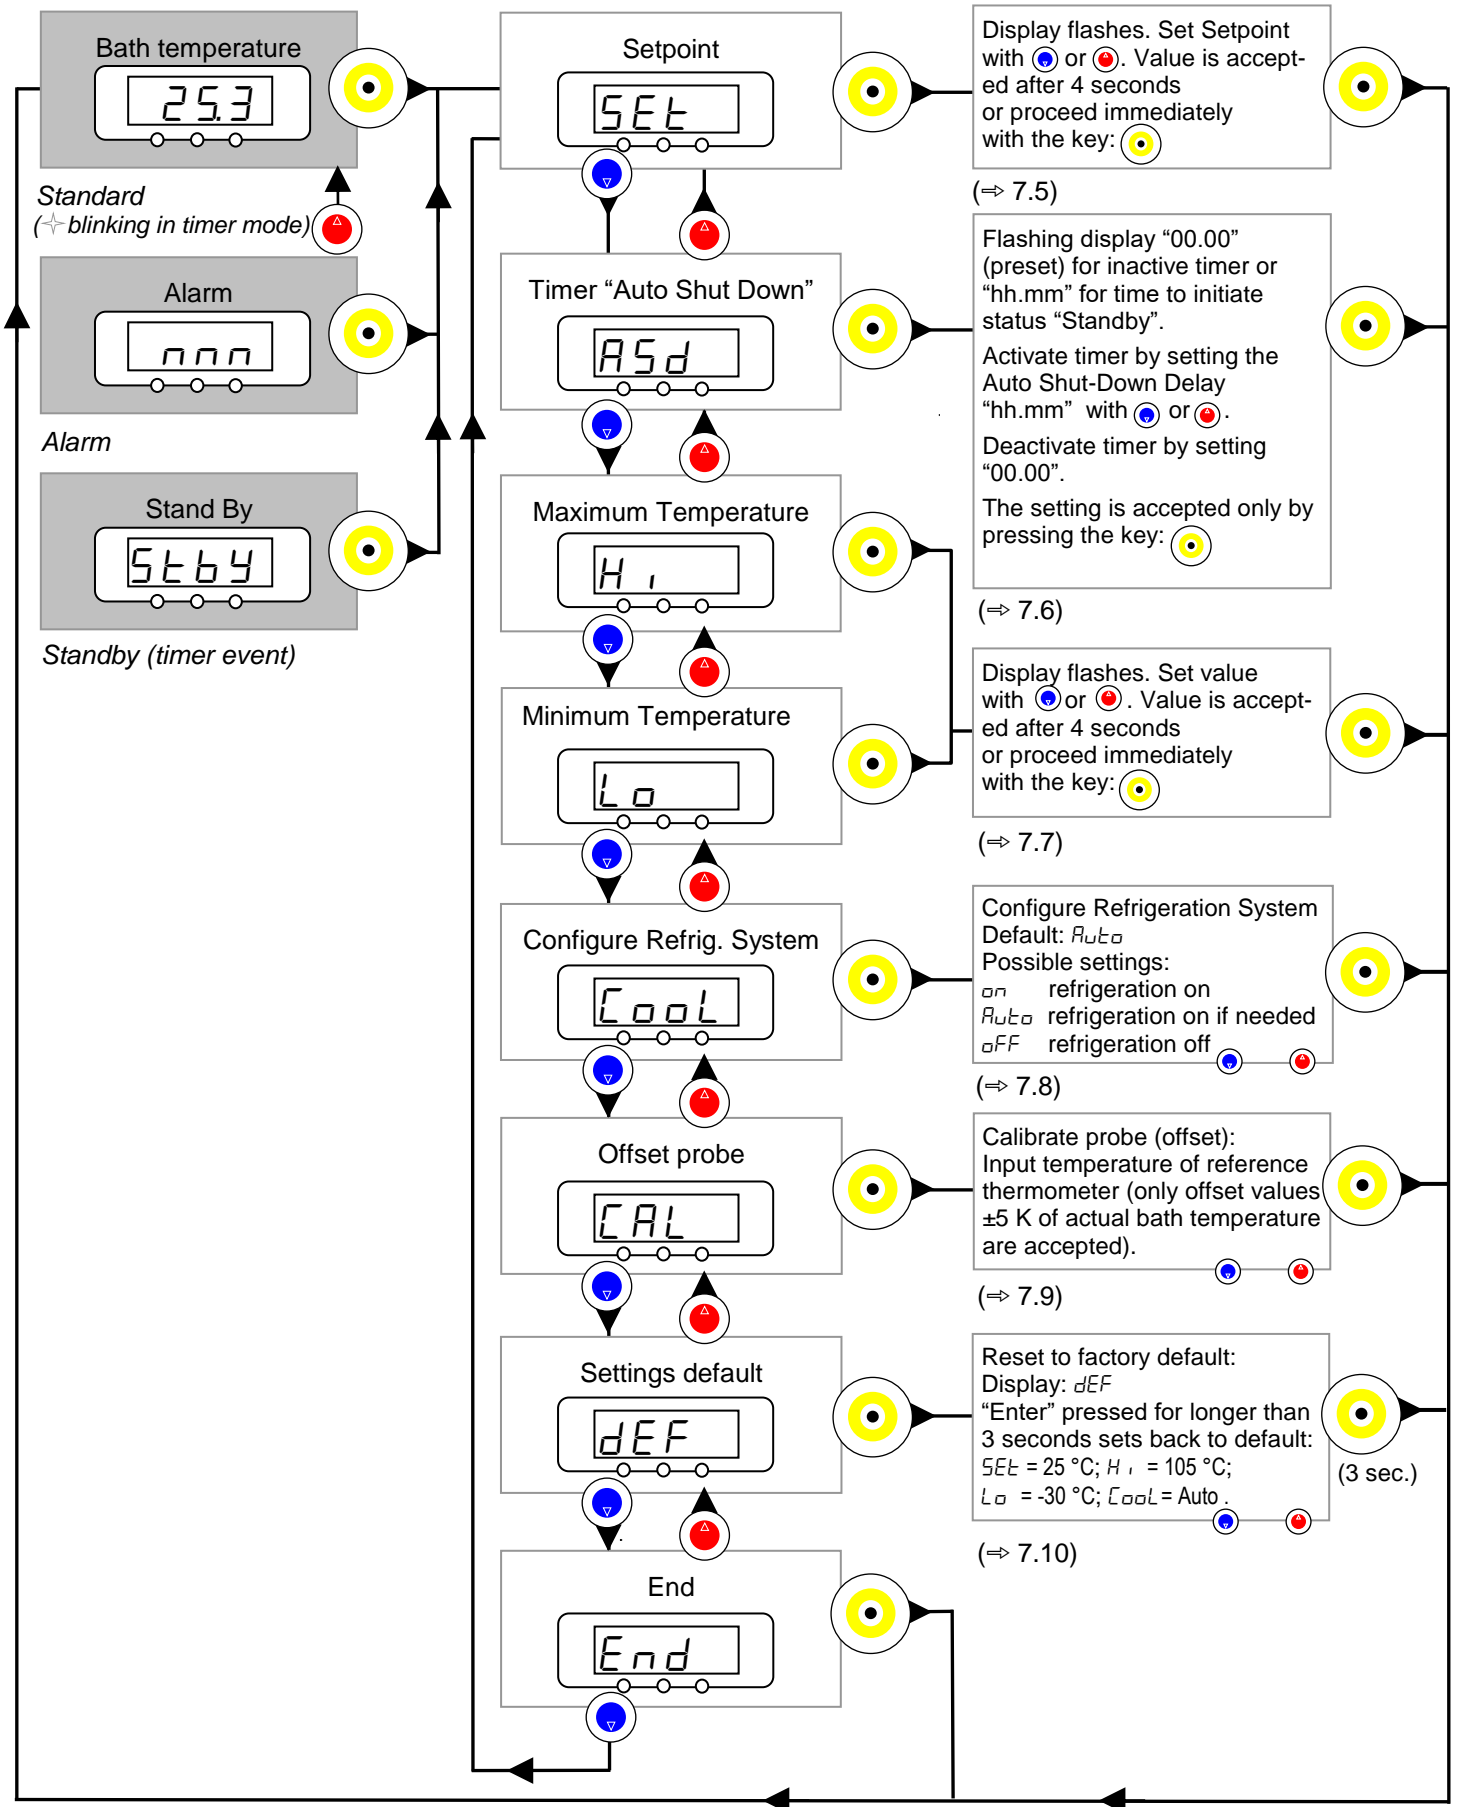 Bath temperature
25.3
Standard
(blinking in timer mode)
Alarm
nnn
Alarm
Stand By
Stby
Standby (timer event)
Setpoint
SEt
Timer “Auto Shut Down”
ASd
Maximum Temperature
Hi
Minimum Temperature
Lo
Configure Refrig. System
CooL
Offset probe
CAL
Settings default
dEF
End
End
Display flashes. Set Setpoint
with or . Value is accept-
ed after 4 seconds
or proceed immediately
with the key:
(⇨ 7.5)
Flashing display “00.00”
(preset) for inactive timer or
“hh.mm” for time to initiate
status “Standby”.
Activate timer by setting the
Auto Shut-Down Delay
“hh.mm” with or .
Deactivate timer by setting
“00.00”.
The setting is accepted only by
pressing the key:
(⇨ 7.6)
Display flashes. Set value
with or . Value is accept-
ed after 4 seconds
or proceed immediately
with the key:
(⇨ 7.7)
Configure Refrigeration System
Default: Auto
Possible settings:
on refrigeration on
Auto refrigeration on if needed
oFF refrigeration off
(⇨ 7.8)
Calibrate probe (offset):
Input temperature of reference
thermometer (only offset values
±5 K of actual bath temperature
are accepted).
(⇨ 7.9)
Reset to factory default:
Display: dEF
“Enter” pressed for longer than
3 seconds sets back to default:
SEt = 25 °C; Hi = 105 °C;
Lo = -30 °C; CooL = Auto .
(3 sec.)
(⇨ 7.10)